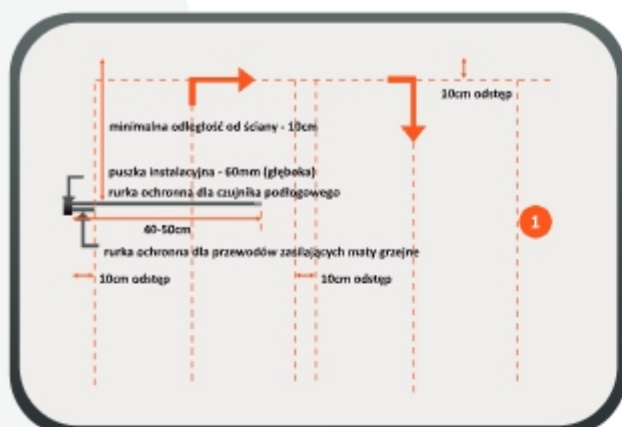 10cm odstęp
minimalna odległość od ściany - 10cm
puszka instalacyjna - 60mm (głęboka)
rurka ochronna dla czujnika podłogowego
40-50cm
1
rurka ochronna dla przewodów zasilających maty grzejne
10cm odstęp
10cm odstęp